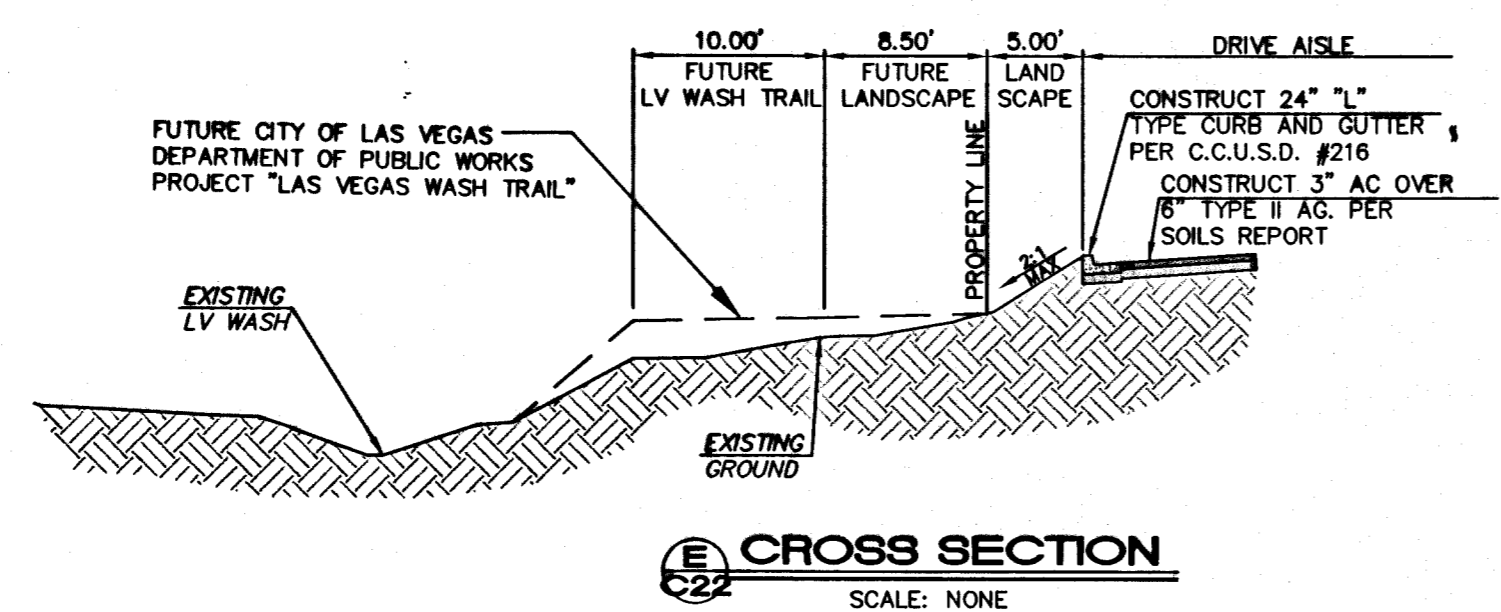 10.00' 8.50' 5.00' DRIVE AISLE
FUTURE
LV WASH TRAIL
FUTURE
LANDSCAPE
LAND
SCAPE
PROPERTY LINE
CONSTRUCT 24" "L"
TYPE CURB AND GUTTER
PER C.C.U.S.D. #216
CONSTRUCT 3" AC OVER
6" TYPE II AG. PER
SOILS REPORT
FUTURE CITY OF LAS VEGAS
DEPARTMENT OF PUBLIC WORKS
PROJECT "LAS VEGAS WASH TRAIL"
2:1
MAX
EXISTING
LV WASH
EXISTING
GROUND
E
C22
CROSS SECTION
SCALE: NONE